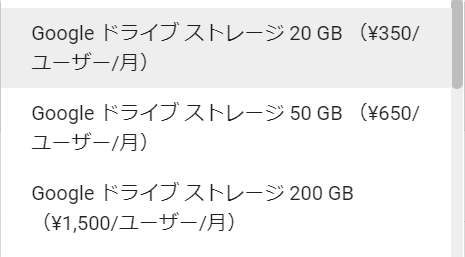 Google ドライブ ストレージ 20 GB （¥350/
ユーザー/月）
Google ドライブ ストレージ 50 GB （¥650/
ユーザー/月）
Google ドライブ ストレージ 200 GB
（¥1,500/ユーザー/月）